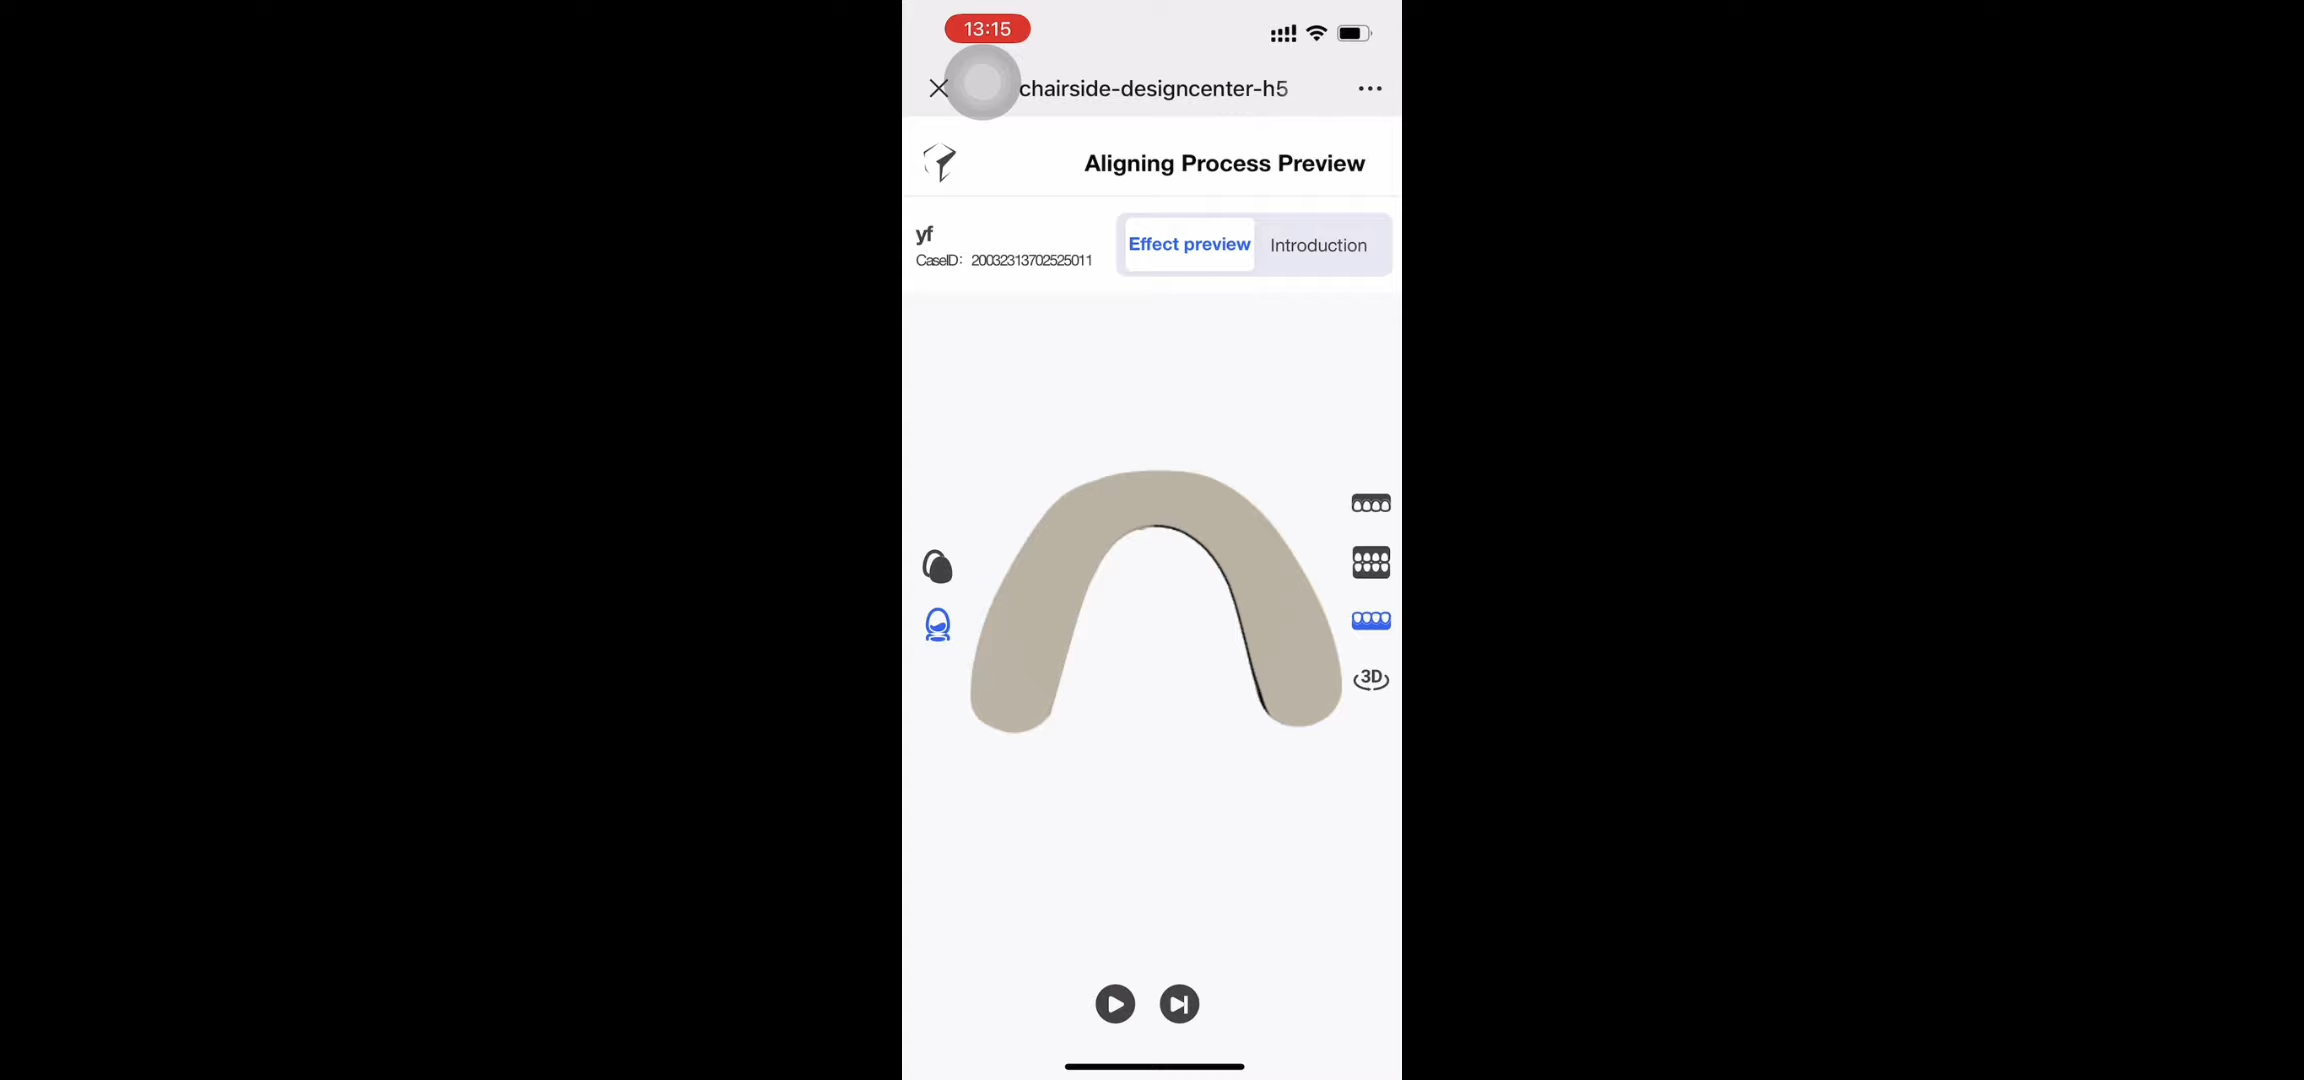 13:15
chairside-designcenter-h5
Aligning Process Preview
yf
Effect preview
Introduction
CaseID: 20032313702525011
3D